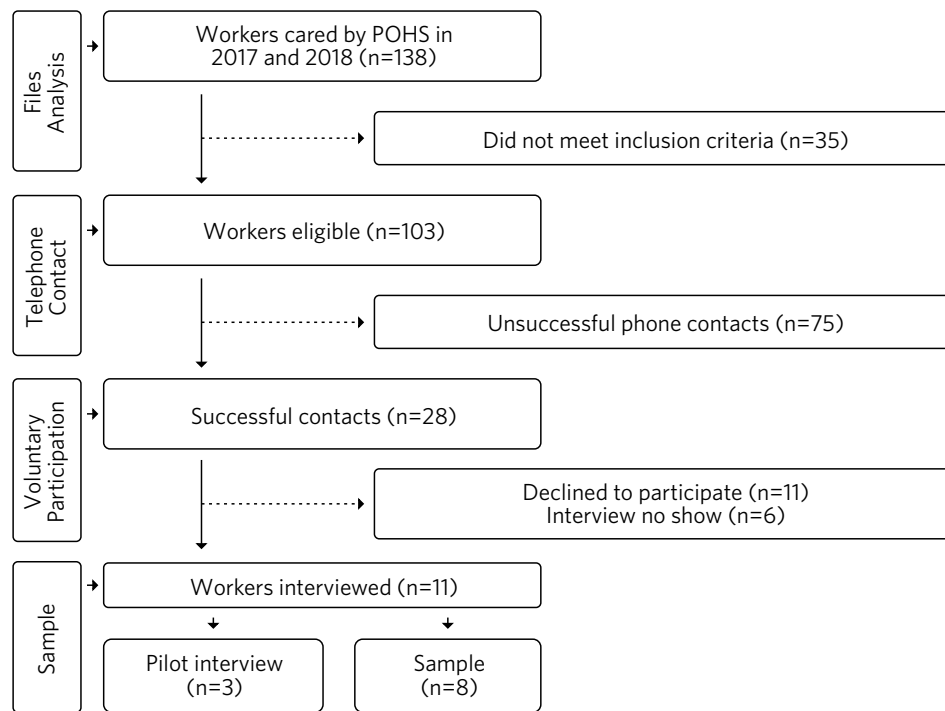 Files
Analysis
Workers cared by POHS in
2017 and 2018 (n=138)
Did not meet inclusion criteria (n=35)
Telephone
Contact
Workers eligible (n=103)
Unsuccessful phone contacts (n=75)
Voluntary
Participation
Successful contacts (n=28)
Declined to participate (n=11)
Interview no show (n=6)
Sample
Workers interviewed (n=11)
Pilot interview
(n=3)
Sample
(n=8)